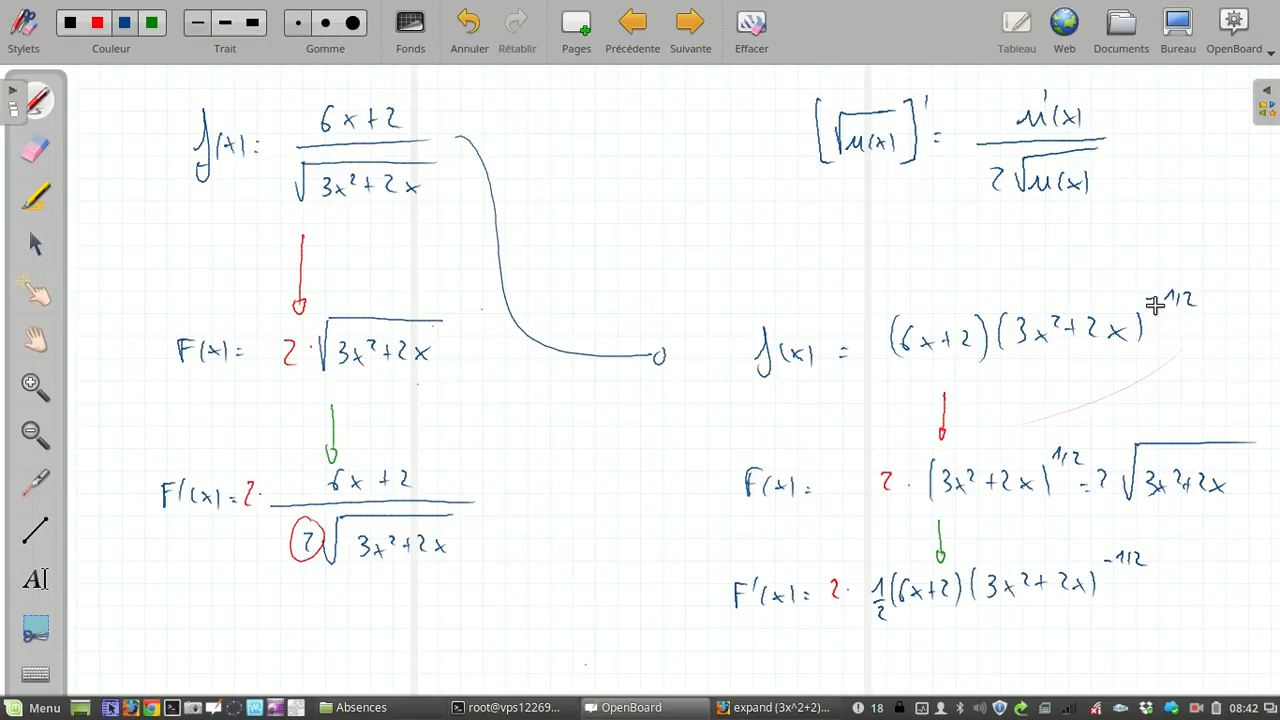 Stylets Couleur Trait Gomme Fonds Annuler Rétablir Pages Précédente Suivante Effacer Tableau Web Documents Bureau OpenBoard
f(x) = (6x+2)/√(3x²+2x)
[√u(x)]' = u'(x)/(2√u(x))
F(x) = 2·√(3x²+2x)
f(x) = (6x+2)(3x²+2x)^-1/2
F'(x) = 2·(6x+2)/(2√(3x²+2x))
F(x) = 2·(3x²+2x)^1/2 = 2√(3x²+2x)
F'(x) = 2·1/2(6x+2)(3x²+2x)^-1/2
Menu Absences root@vps12269... OpenBoard expand (3x^2+2)... 18 08:42